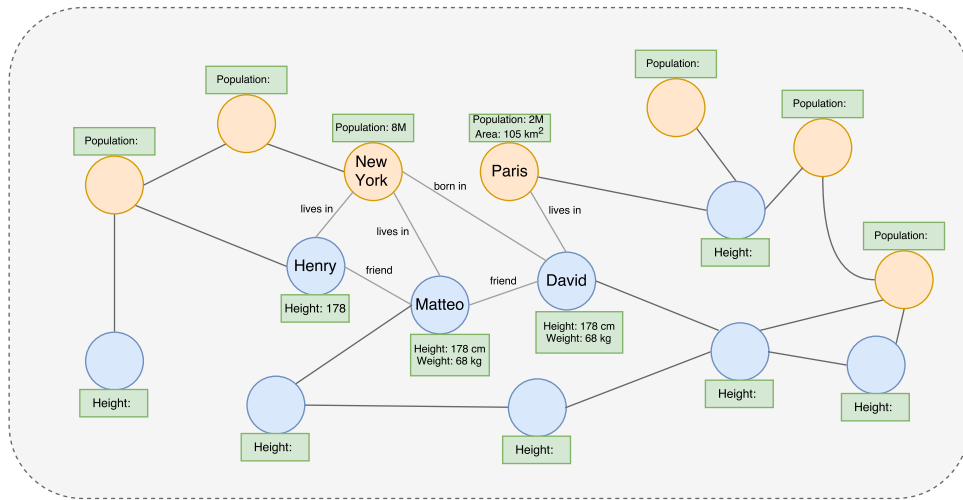 Population:
Population:
Population:
Population: 8M
Population: 2M
Area: 105 km²
Population:
Population:
New
York
Paris
born in
lives in
lives in
lives in
Population:
Height:
Henry
friend
friend
David
Matteo
Height: 178
Height: 178 cm
Weight: 68 kg
Height: 178 cm
Weight: 68 kg
Height:
Height:
Height:
Height:
Height: